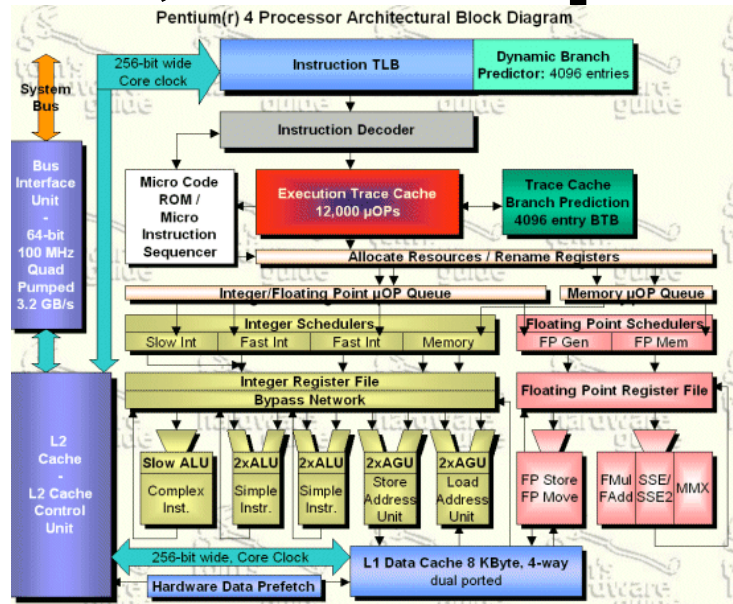 Pentium(r) 4 Processor Architectural Block Diagram
256-bit wide
Core clock
Instruction TLB
Dynamic Branch
Predictor: 4096 entries
System
Bus
Instruction Decoder
Bus
Interface
Unit
-
64-bit
100 MHz
Quad
Pumped
3.2 GB/s
Micro Code
ROM /
Micro
Instruction
Sequencer
Execution Trace Cache
12,000 µOPs
Trace Cache
Branch Prediction
4096 entry BTB
Allocate Resources / Rename Registers
Integer/Floating Point µOP Queue
Memory µOP Queue
Integer Schedulers
Slow Int
Fast Int
Fast Int
Memory
Floating Point Schedulers
FP Gen
FP Mem
Integer Register File
Bypass Network
Floating Point Register File
L2
Cache
-
L2 Cache
Control
Unit
Slow ALU
Complex
Inst.
2xALU
Simple
Instr.
2xALU
Simple
Instr.
2xAGU
Store
Address
Unit
2xAGU
Load
Address
Unit
FP Store
FP Move
FMul
FAdd
SSE/
SSE2
MMX
256-bit wide, Core Clock
L1 Data Cache 8 KByte, 4-way
dual ported
Hardware Data Prefetch